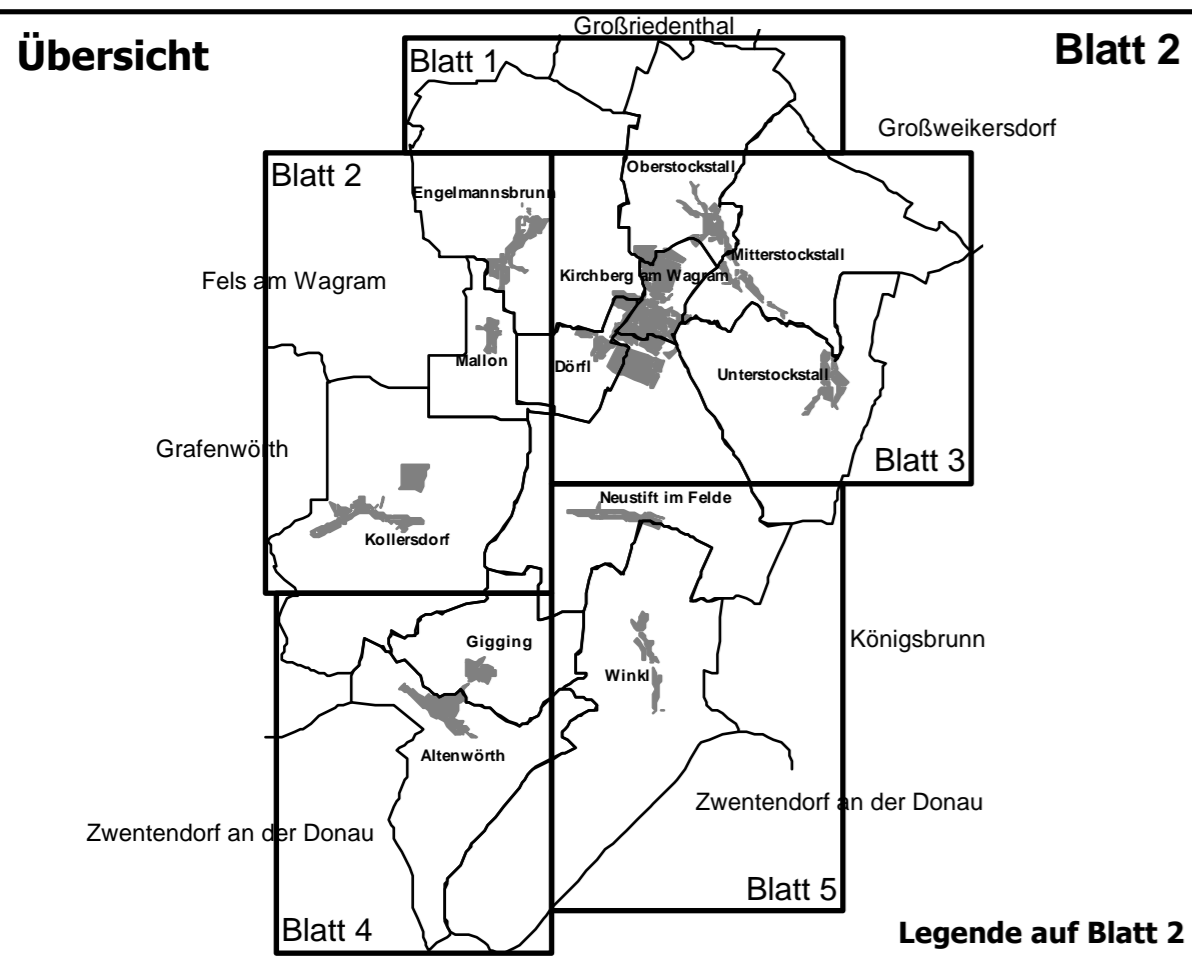 Großriedenthal
Übersicht
Blatt 2
Blatt 1
Großweikersdorf
Blatt 2
Oberstockstall
Engelmannsbrunn
Mitterstockstall
Kirchberg am Wagram
Fels am Wagram
Mallon
Dörfl
Unterstockstall
Grafenwörth
Blatt 3
Neustift im Felde
Kollersdorf
Gigging
Königsbrunn
Winkl
Altenwörth
Zwentendorf an der Donau
Zwentendorf an der Donau
Blatt 5
Blatt 4
Legende auf Blatt 2